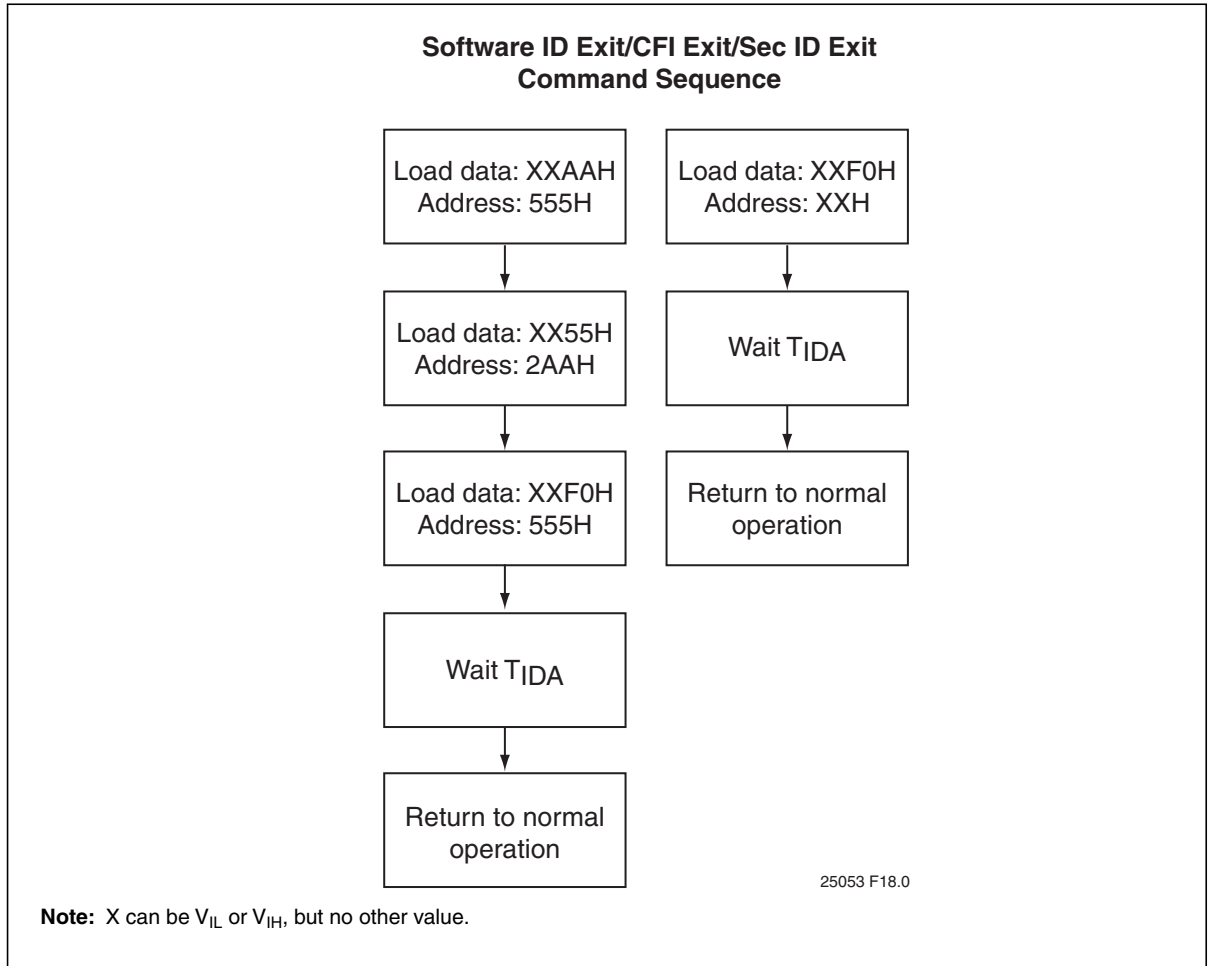 Software ID Exit/CFI Exit/Sec ID Exit
Command Sequence
Load data: XXAAH
Address: 555H
Load data: XX55H
Address: 2AAH
Load data: XXF0H
Address: 555H
Wait TIDA
Return to normal
operation
Load data: XXF0H
Address: XXH
Wait TIDA
Return to normal
operation
25053 F18.0
Note: X can be VIL or VIH, but no other value.